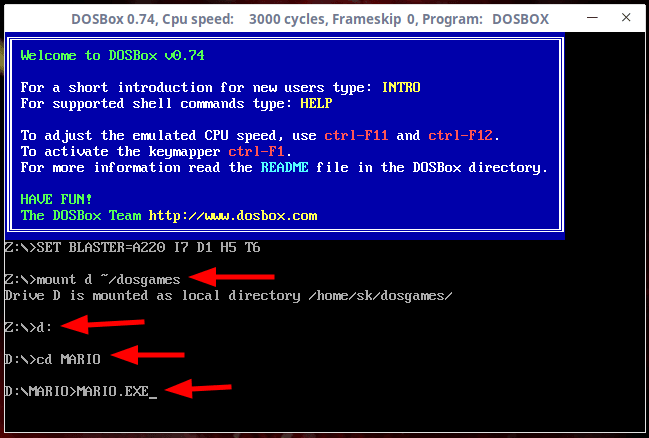 DOSBox 0.74, Cpu speed: 3000 cycles, Frameskip 0, Program: DOSBOX
Welcome to DOSBox v0.74
For a short introduction for new users type: INTRO
For supported shell commands type: HELP
To adjust the emulated CPU speed, use ctrl-F11 and ctrl-F12.
To activate the keymapper ctrl-F1.
For more information read the README file in the DOSBox directory.
HAVE FUN!
The DOSBox Team http://www.dosbox.com
Z:\>SET BLASTER=A220 I7 D1 H5 T6
Z:\>mount d ~/dosgames
Drive D is mounted as local directory /home/sk/dosgames/
Z:\>d:
D:\>cd MARIO
D:\MARIO>MARIO.EXE_